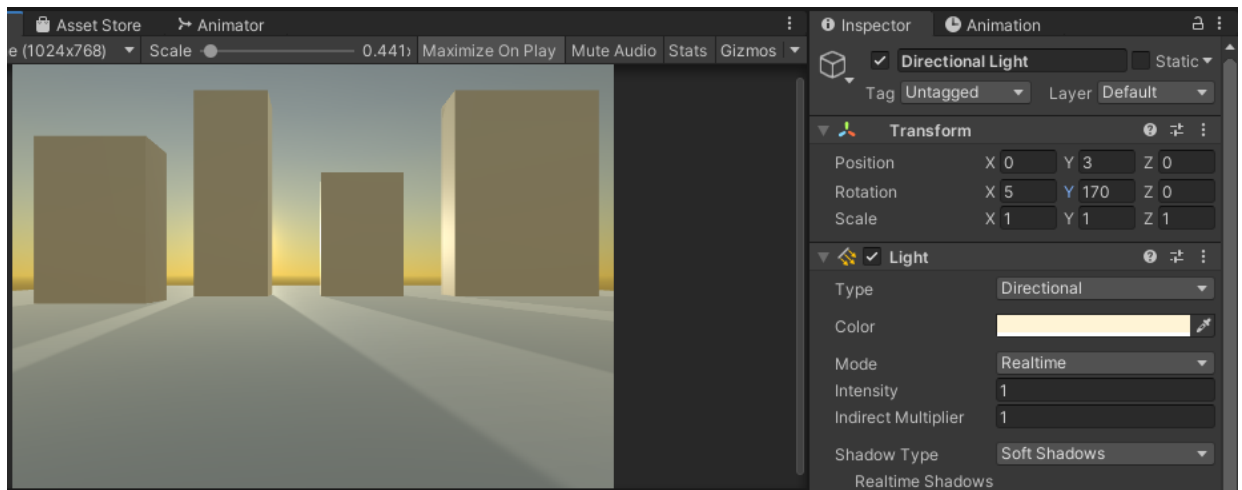 Asset Store Animator
e (1024x768) Scale 0.441x Maximize On Play Mute Audio Stats Gizmos
Inspector Animation
Directional Light Static
Tag Untagged Layer Default
Transform
Position X 0 Y 3 Z 0
Rotation X 5 Y 170 Z 0
Scale X 1 Y 1 Z 1
Light
Type Directional
Color
Mode Realtime
Intensity 1
Indirect Multiplier 1
Shadow Type Soft Shadows
Realtime Shadows